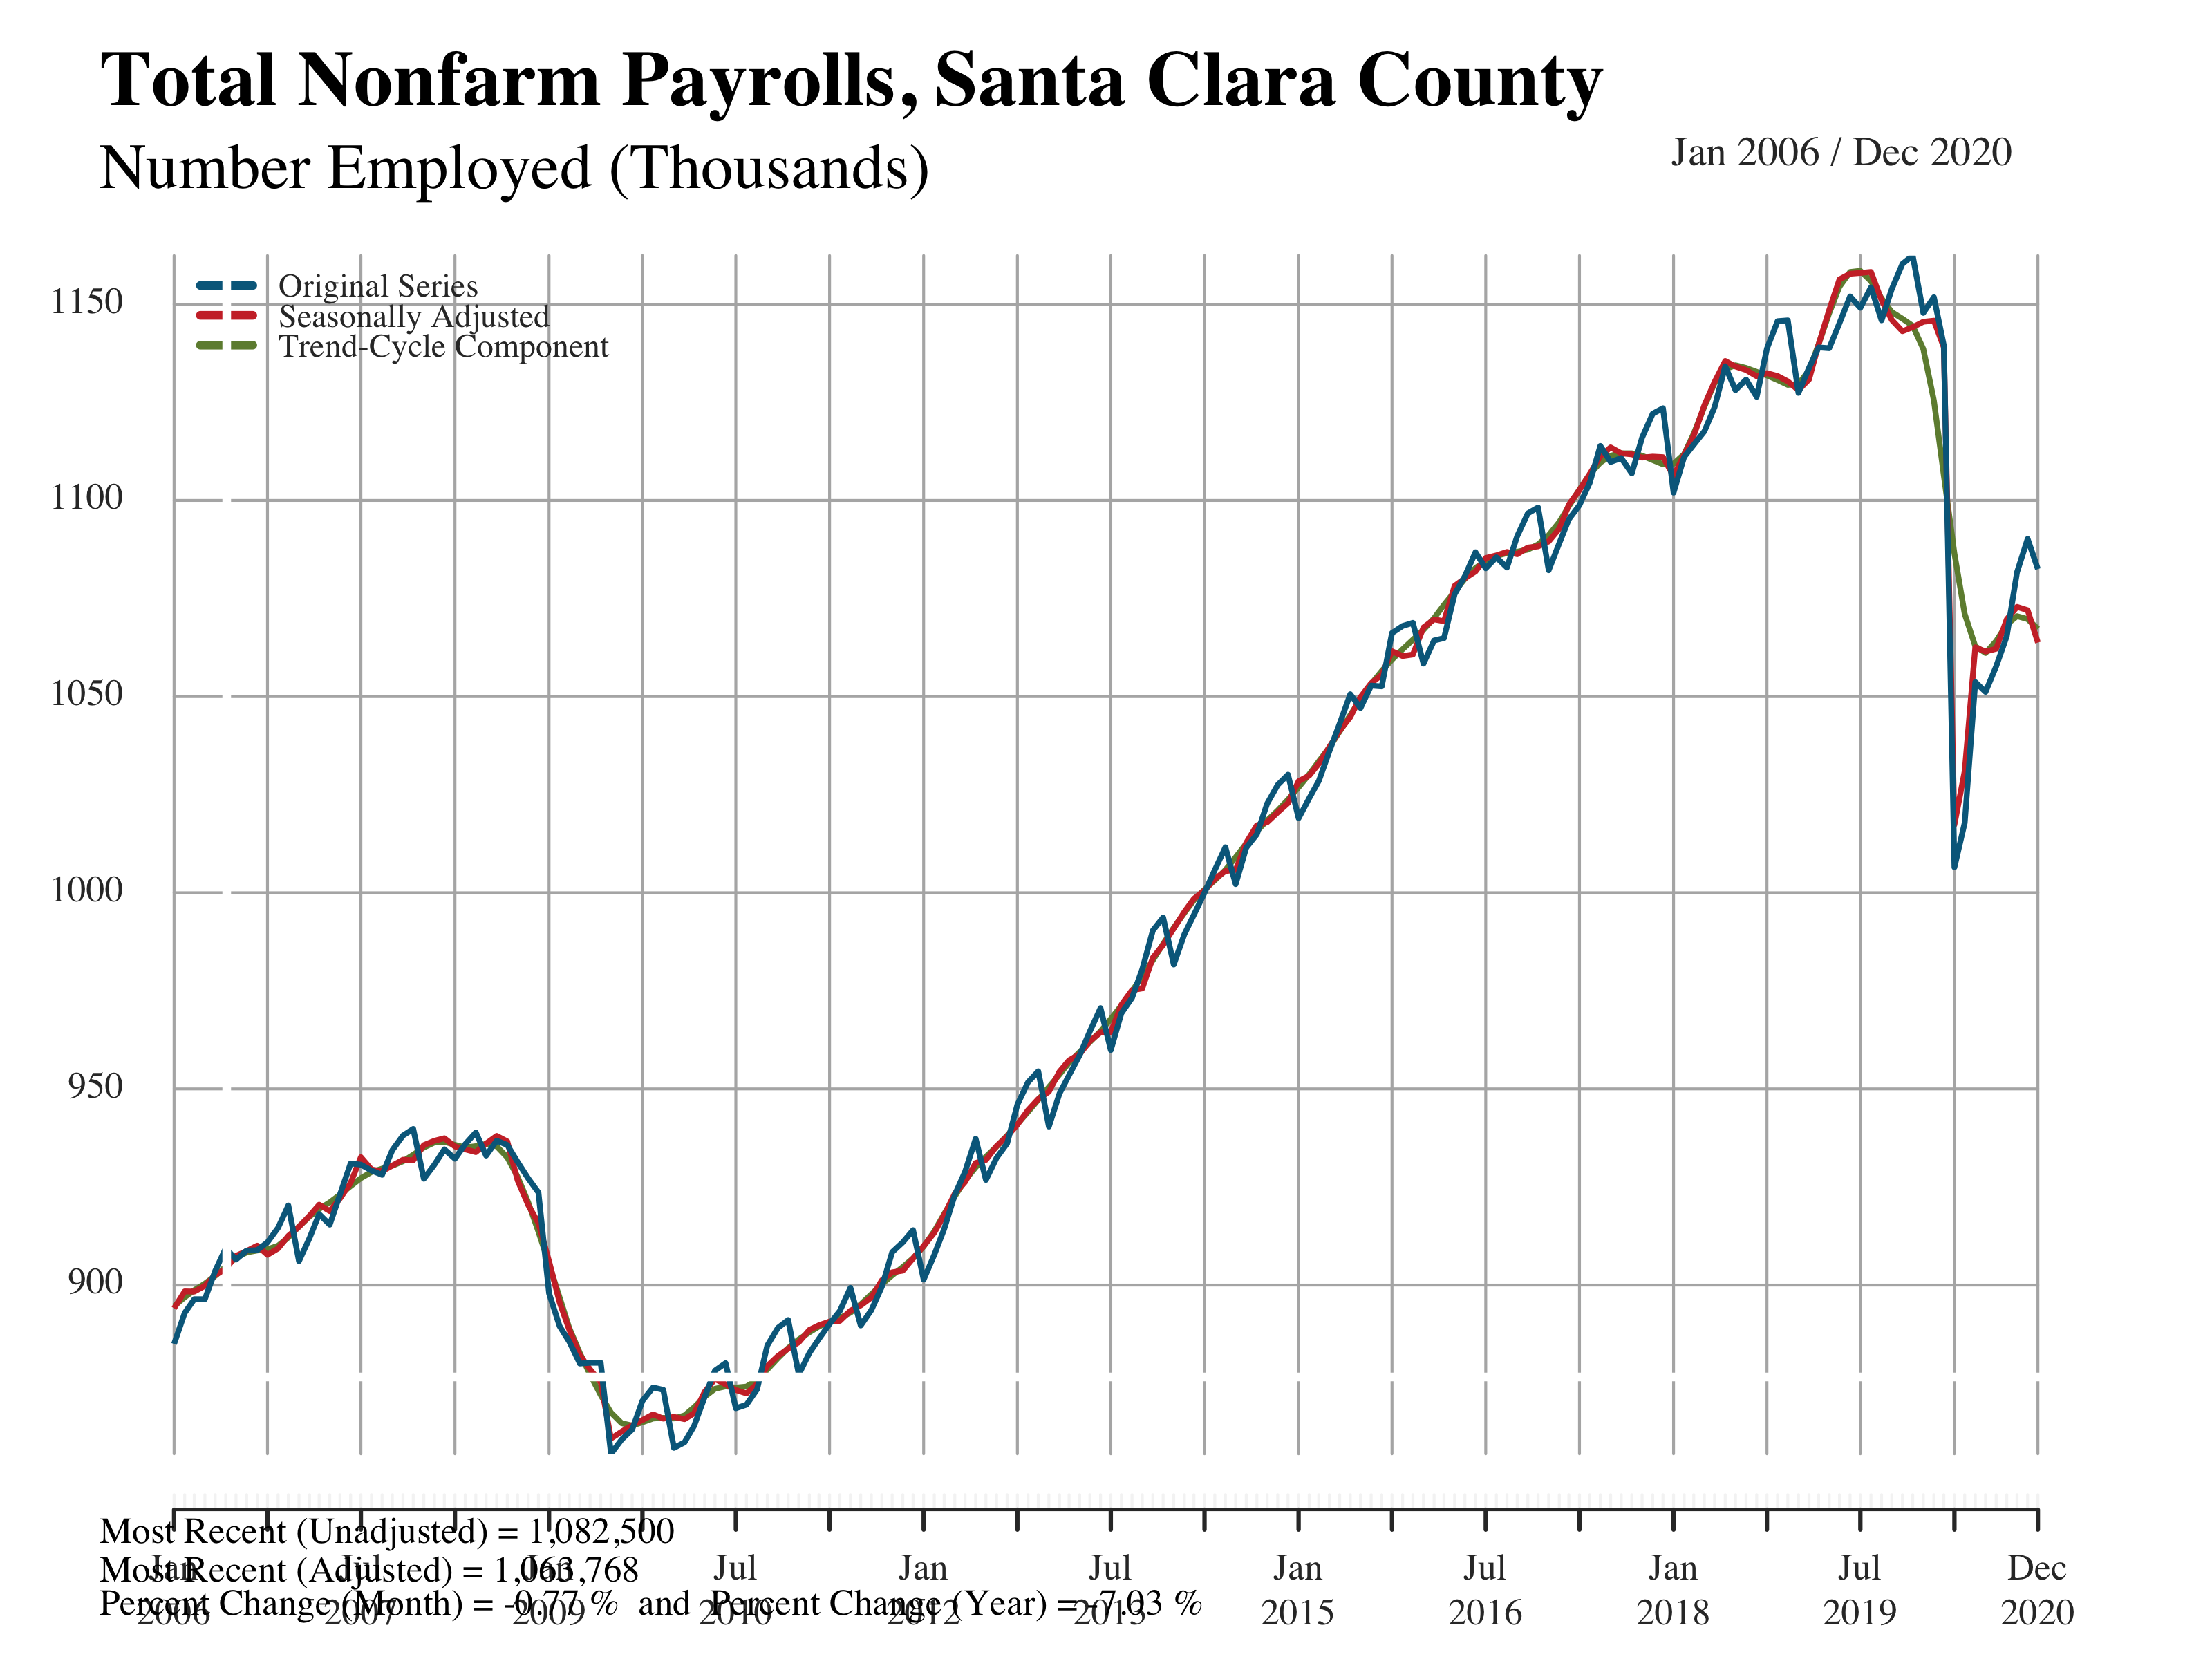 Total Nonfarm Payrolls, Santa Clara County
Number Employed (Thousands)
Jan 2006 / Dec 2020
Original Series
Seasonally Adjusted
Trend-Cycle Component
1150
1100
1050
1000
950
900
Most Recent (Unadjusted) = 1,082,500
Most Recent (Adjusted) = 1,063,768
Percent Change (Month) = -0.77 % and Percent Change (Year) = -7.03 %
Jan Jul Jan Jul Jan Jul Jan Jul Jan Jul Dec
2006 2007 2009 2010 2012 2013 2015 2016 2018 2019 2020